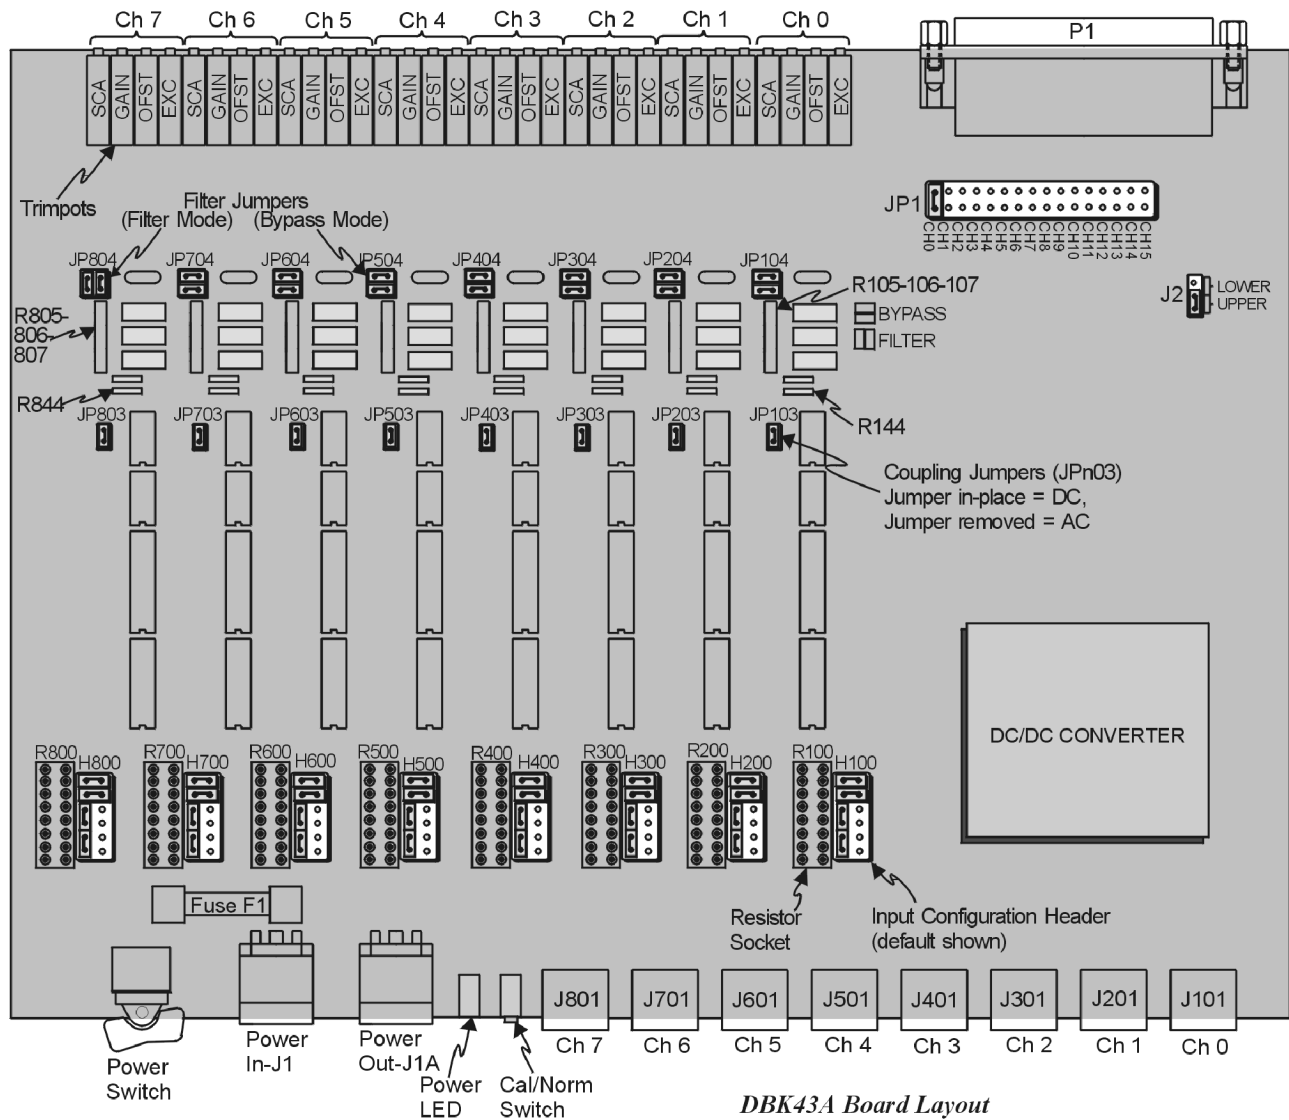 Ch 7 Ch 6 Ch 5 Ch 4 Ch 3 Ch 2 Ch 1 Ch 0
P1
SCA GAIN OFST EXC SCA GAIN OFST EXC SCA GAIN OFST EXC SCA GAIN OFST EXC SCA GAIN OFST EXC SCA GAIN OFST EXC SCA GAIN OFST EXC SCA GAIN OFST EXC
Trimpots
Filter Jumpers
(Filter Mode) (Bypass Mode)
JP1
CH0 CH1 CH2 CH3 CH4 CH5 CH6 CH7 CH8 CH9 CH10 CH11 CH12 CH13 CH14 CH15
JP804 JP704 JP604 JP504 JP404 JP304 JP204 JP104
R105-106-107
J2
LOWER
UPPER
R805-
806-
807
BYPASS
FILTER
R844
R144
JP803 JP703 JP603 JP503 JP403 JP303 JP203 JP103
Coupling Jumpers (JPn03)
Jumper in-place = DC,
Jumper removed = AC
DC/DC CONVERTER
R800 H800 R700 H700 R600 H600 R500 H500 R400 H400 R300 H300 R200 H200 R100 H100
Fuse F1
Resistor
Socket
Input Configuration Header
(default shown)
J801 J701 J601 J501 J401 J301 J201 J101
Ch 7 Ch 6 Ch 5 Ch 4 Ch 3 Ch 2 Ch 1 Ch 0
Power
Switch
Power
In-J1
Power
Out-J1A
Power
LED
Cal/Norm
Switch
DBK43A Board Layout